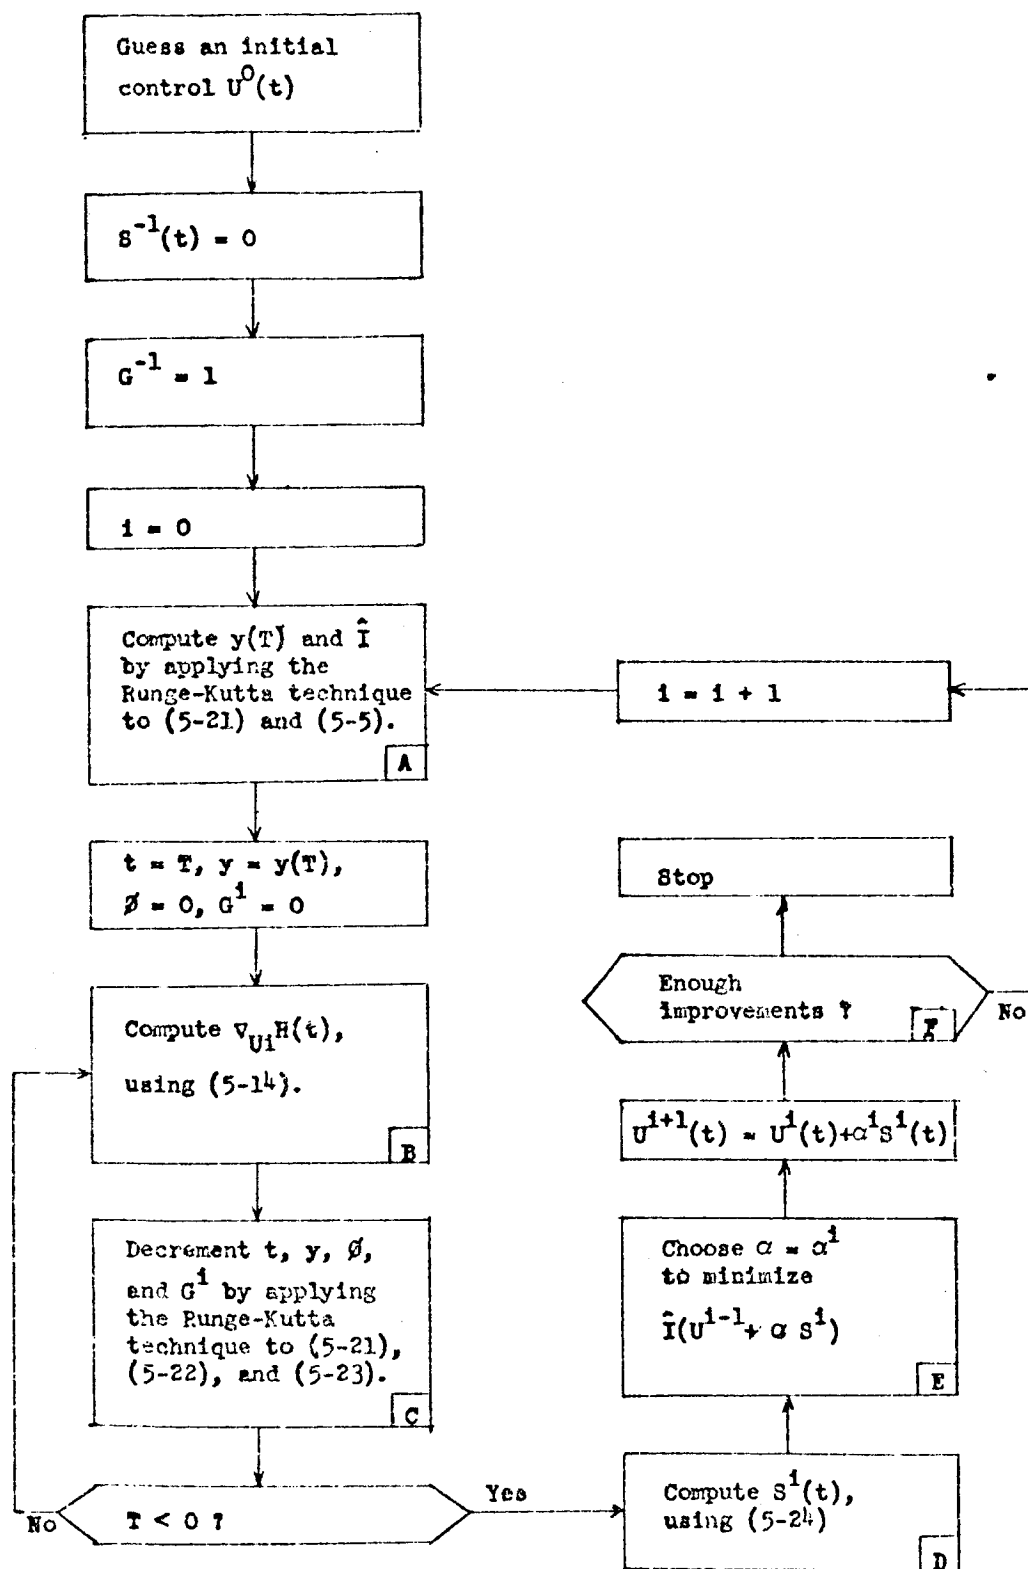 Guess an initial
control U⁰(t)
S⁻¹(t) = 0
G⁻¹ = 1
i = 0
Compute y(T) and Î
by applying the
Runge-Kutta technique
to (5-21) and (5-5).
A
t = T, y = y(T),
Ø = 0, Gⁱ = 0
Compute ∇_Ui H(t),
using (5-14).
B
Decrement t, y, Ø,
and Gⁱ by applying
the Runge-Kutta
technique to (5-21),
(5-22), and (5-23).
C
T < 0 ?
No
Yes
Compute Sⁱ(t),
using (5-24)
D
Choose α = αⁱ
to minimize
Î(Uⁱ⁻¹ + α Sⁱ)
E
Uⁱ⁺¹(t) = Uⁱ(t)+αⁱSⁱ(t)
Enough
improvements ?
F
No
Stop
i = i + 1